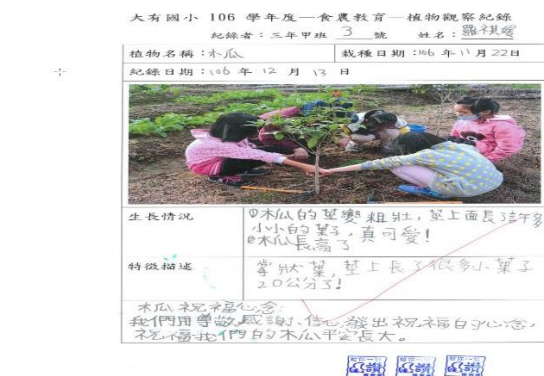 大有國小 106 學年度—食農教育—植物觀察紀錄
紀錄者：三年甲班 3 號 姓名：羅祺
植物名稱：木瓜 栽種日期：106 年 11 月 22 日
紀錄日期：106 年 12 月 13 日
生長情況
①木瓜的莖變粗壯，莖上面長了許多
小小的葉子，真可愛！
②木瓜長高了
特徵描述
掌狀葉，莖上長了很多小葉子
20公分了！
木瓜祝福心念：
我們用尊敬、感謝、信心發出祝福的心念，
祝福我們的木瓜平安長大。
讚 讚 讚